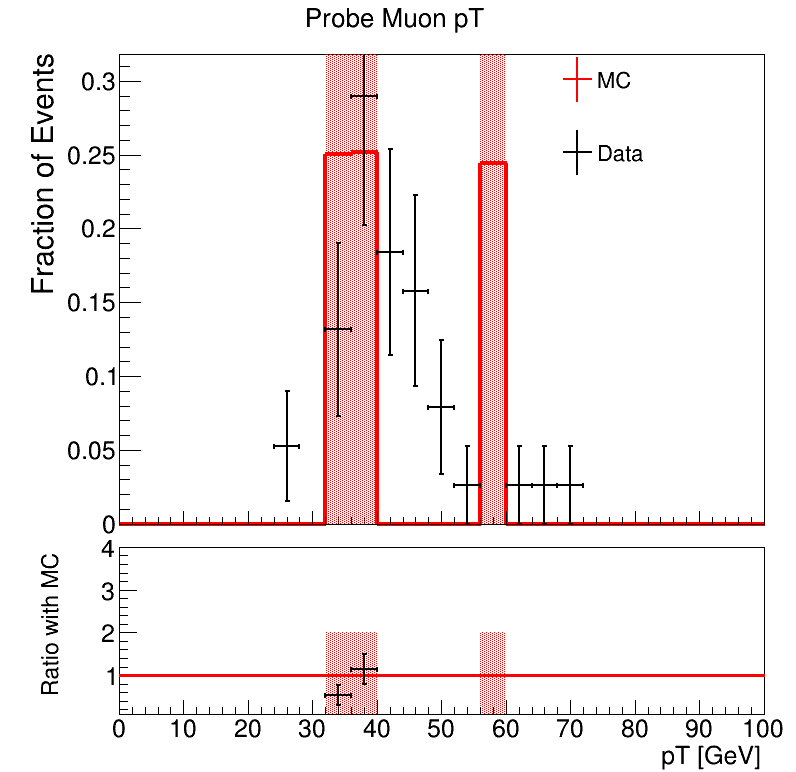 Probe Muon pT
Fraction of Events
0.3
0.25
0.2
0.15
0.1
0.05
0
MC
Data
Ratio with MC
4
3
2
1
0 10 20 30 40 50 60 70 80 90 100
pT [GeV]